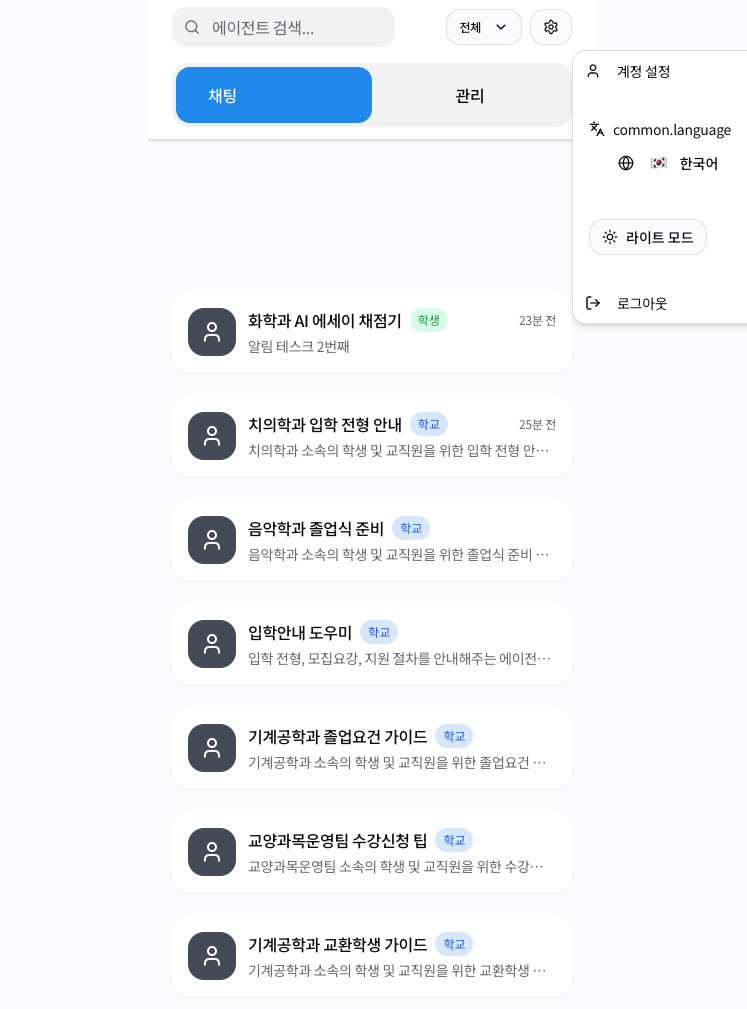 에이전트 검색...
전체
채팅
관리
계정 설정
common.language
한국어
라이트 모드
로그아웃
화학과 AI 에세이 채점기 학생 23분 전
알림 테스크 2번째
치의학과 입학 전형 안내 학교 25분 전
치의학과 소속의 학생 및 교직원을 위한 입학 전형 안…
음악학과 졸업식 준비 학교
음악학과 소속의 학생 및 교직원을 위한 졸업식 준비 …
입학안내 도우미 학교
입학 전형, 모집요강, 지원 절차를 안내해주는 에이전…
기계공학과 졸업요건 가이드 학교
기계공학과 소속의 학생 및 교직원을 위한 졸업요건 …
교양과목운영팀 수강신청 팁 학교
교양과목운영팀 소속의 학생 및 교직원을 위한 수강…
기계공학과 교환학생 가이드 학교
기계공학과 소속의 학생 및 교직원을 위한 교환학생 …